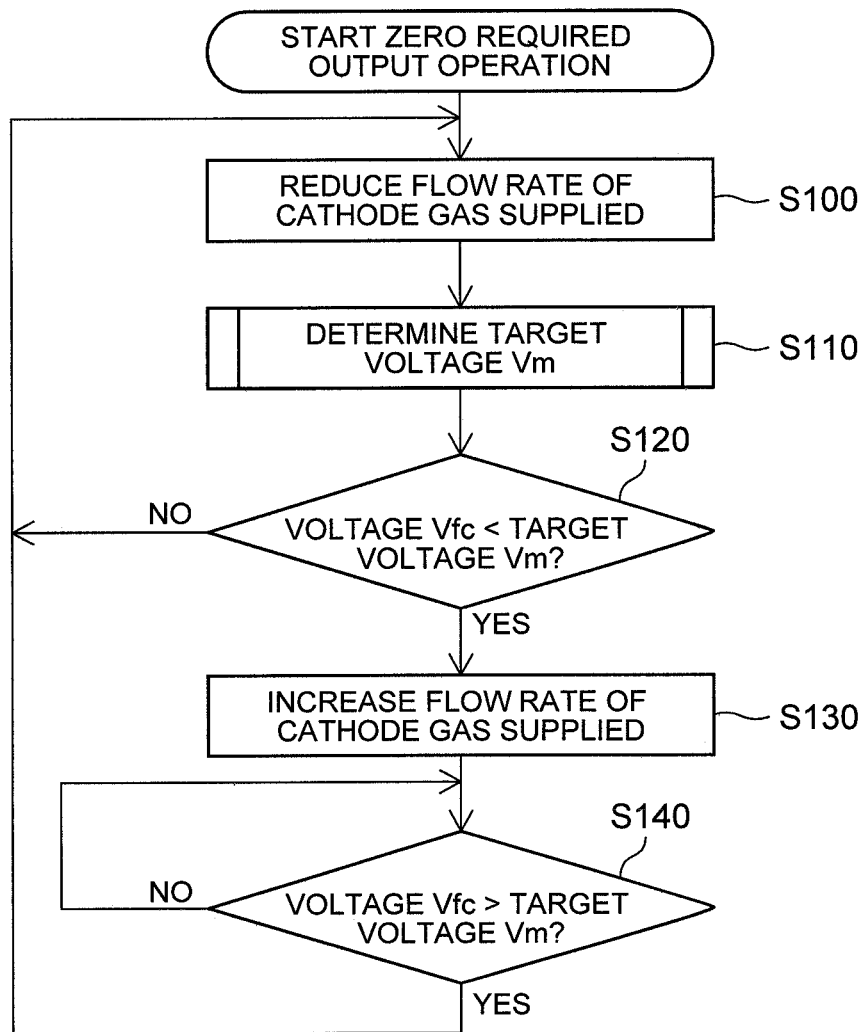 START ZERO REQUIRED
OUTPUT OPERATION
REDUCE FLOW RATE OF
CATHODE GAS SUPPLIED
S100
DETERMINE TARGET
VOLTAGE Vm
S110
S120
NO
VOLTAGE Vfc < TARGET
VOLTAGE Vm?
YES
INCREASE FLOW RATE OF
CATHODE GAS SUPPLIED
S130
S140
NO
VOLTAGE Vfc > TARGET
VOLTAGE Vm?
YES